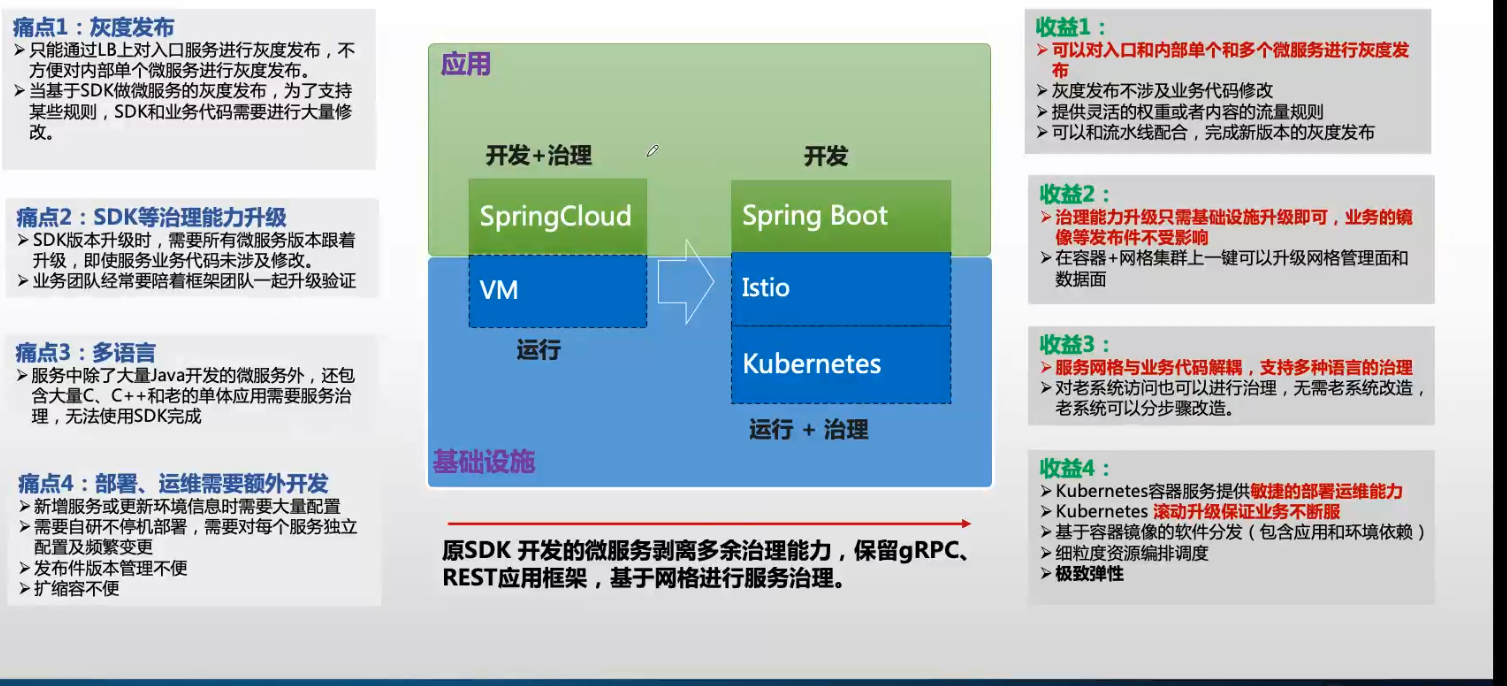 痛点1：灰度发布
➢只能通过LB上对入口服务进行灰度发布，不
方便对内部单个微服务进行灰度发布。
➢当基于SDK做微服务的灰度发布，为了支持
某些规则，SDK和业务代码需要进行大量修
改。
痛点2：SDK等治理能力升级
➢SDK版本升级时，需要所有微服务版本跟着
升级，即使服务业务代码未涉及修改。
➢业务团队经常要陪着框架团队一起升级验证
痛点3：多语言
➢服务中除了大量Java开发的微服务外，还包
含大量C、C++和老的单体应用需要服务治
理，无法使用SDK完成
痛点4：部署、运维需要额外开发
➢新增服务或更新环境信息时需要大量配置
➢需要自研不停机部署，需要对每个服务独立
配置及频繁变更
➢发布件版本管理不便
➢扩缩容不便
应用
开发+治理
SpringCloud
VM
运行
开发
Spring Boot
Istio
Kubernetes
运行 + 治理
基础设施
原SDK 开发的微服务剥离多余治理能力，保留gRPC、
REST应用框架，基于网格进行服务治理。
收益1：
➢可以对入口和内部单个和多个微服务进行灰度发
布
➢灰度发布不涉及业务代码修改
➢提供灵活的权重或者内容的流量规则
➢可以和流水线配合，完成新版本的灰度发布
收益2：
➢治理能力升级只需基础设施升级即可，业务的镜
像等发布件不受影响
➢在容器+网格集群上一键可以升级网格管理面和
数据面
收益3：
➢服务网格与业务代码解耦，支持多种语言的治理
➢对老系统访问也可以进行治理，无需老系统改造，
老系统可以分步骤改造。
收益4：
➢Kubernetes容器服务提供敏捷的部署运维能力
➢Kubernetes 滚动升级保证业务不断服
➢基于容器镜像的软件分发（包含应用和环境依赖）
➢细粒度资源编排调度
➢极致弹性